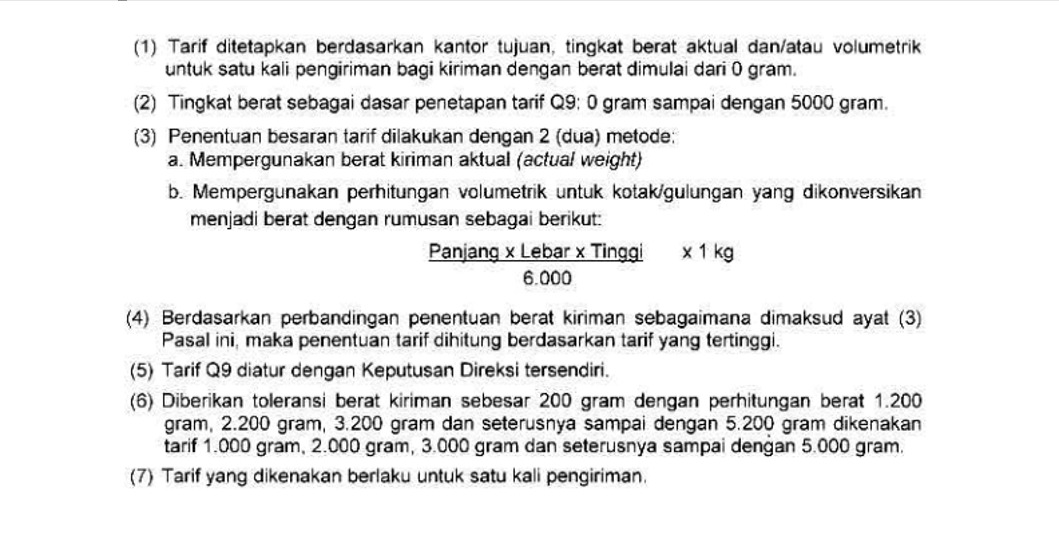 (1) Tarif ditetapkan berdasarkan kantor tujuan, tingkat berat aktual dan/atau volumetrik
untuk satu kali pengiriman bagi kiriman dengan berat dimulai dari 0 gram.
(2) Tingkat berat sebagai dasar penetapan tarif Q9: 0 gram sampai dengan 5000 gram.
(3) Penentuan besaran tarif dilakukan dengan 2 (dua) metode:
a. Mempergunakan berat kiriman aktual (actual weight)
b. Mempergunakan perhitungan volumetrik untuk kotak/gulungan yang dikonversikan
menjadi berat dengan rumusan sebagai berikut:
Panjang x Lebar x Tinggi x 1 kg
6.000
(4) Berdasarkan perbandingan penentuan berat kiriman sebagaimana dimaksud ayat (3)
Pasal ini, maka penentuan tarif dihitung berdasarkan tarif yang tertinggi.
(5) Tarif Q9 diatur dengan Keputusan Direksi tersendiri.
(6) Diberikan toleransi berat kiriman sebesar 200 gram dengan perhitungan berat 1.200
gram, 2.200 gram, 3.200 gram dan seterusnya sampai dengan 5.200 gram dikenakan
tarif 1.000 gram, 2.000 gram, 3.000 gram dan seterusnya sampai dengan 5.000 gram.
(7) Tarif yang dikenakan berlaku untuk satu kali pengiriman.